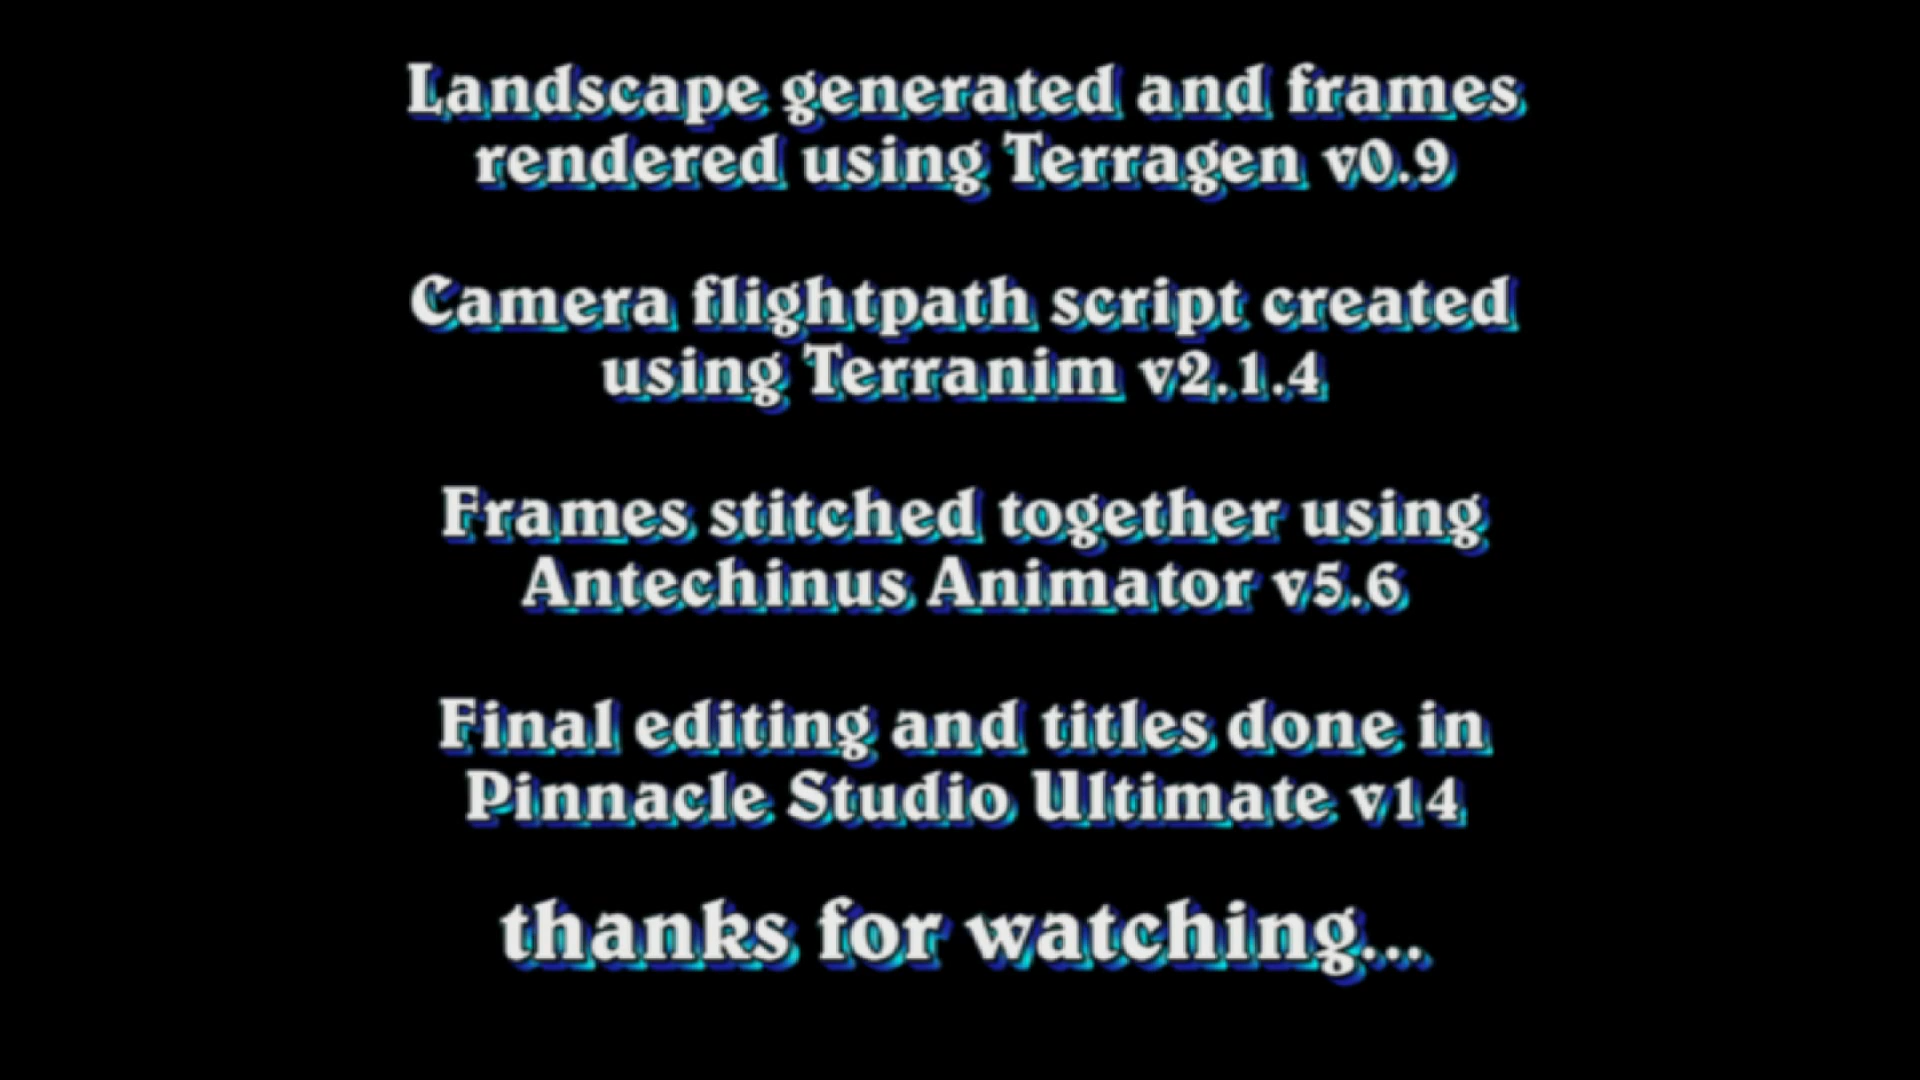 Landscape generated and frames
rendered using Terragen v0.9
Camera flightpath script created
using Terranim v2.1.4
Frames stitched together using
Antechinus Animator v5.6
Final editing and titles done in
Pinnacle Studio Ultimate v14
thanks for watching...